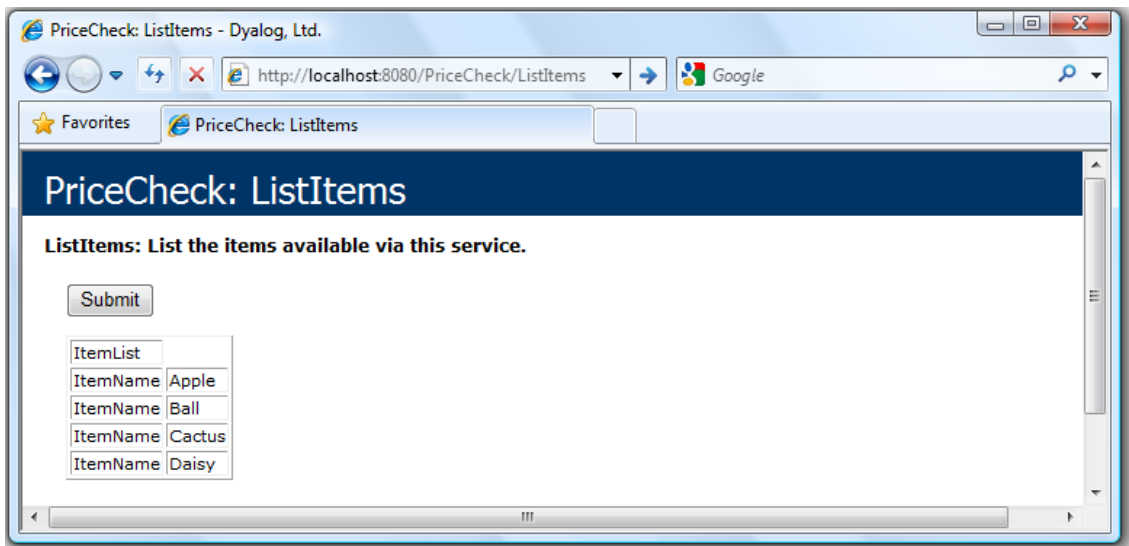 PriceCheck: ListItems - Dyalog, Ltd.
http://localhost:8080/PriceCheck/ListItems Google
Favorites PriceCheck: ListItems
PriceCheck: ListItems
ListItems: List the items available via this service.
Submit
ItemList
ItemName Apple
ItemName Ball
ItemName Cactus
ItemName Daisy